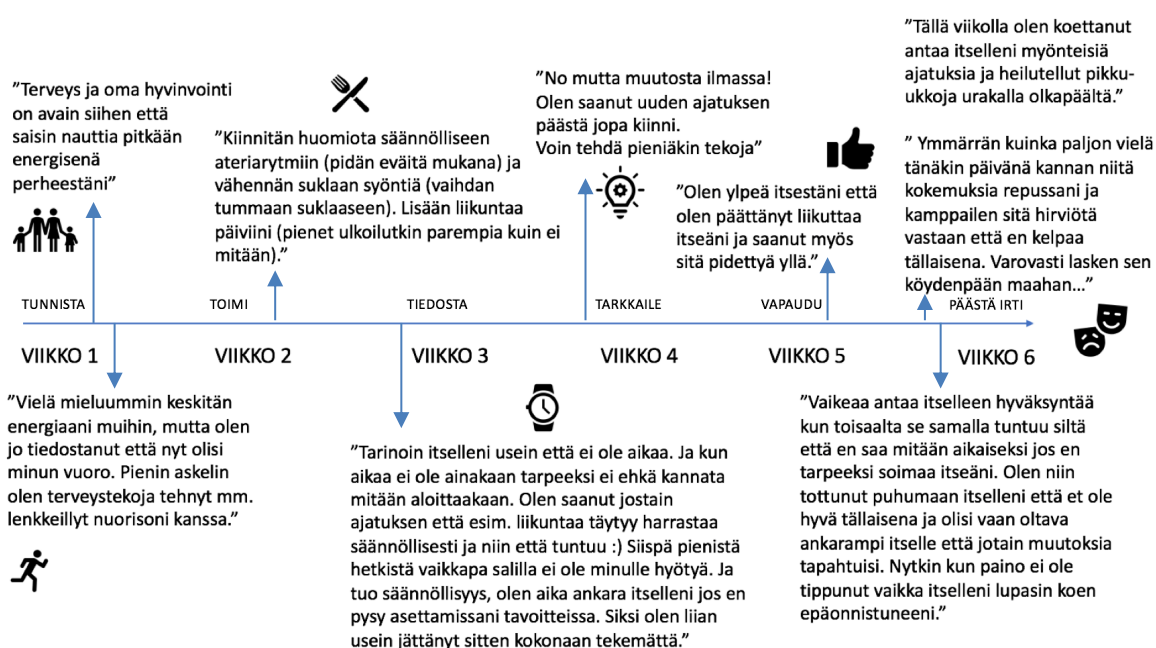 ”Terveys ja oma hyvinvointi
on avain siihen että
saisin nauttia pitkään
energisenä
perheestäni”
”Kiinnitän huomiota säännölliseen
ateriarytmiin (pidän eväitä mukana) ja
vähennän suklaan syöntiä (vaihdan
tummaan suklaaseen). Lisään liikuntaa
päiviini (pienet ulkoilutkin parempia kuin ei
mitään).”
”No mutta muutosta ilmassa!
Olen saanut uuden ajatuksen
päästä jopa kiinni.
Voin tehdä pieniäkin tekoja”
”Olen ylpeä itsestäni että
olen päättänyt liikuttaa
itseäni ja saanut myös
sitä pidettyä yllä.”
”Tällä viikolla olen koettanut
antaa itselleni myönteisiä
ajatuksia ja heilutellut pikku-
ukkoja urakalla olkapäältä.”
” Ymmärrän kuinka paljon vielä
tänäkin päivänä kannan niitä
kokemuksia repussani ja
kamppailen sitä hirviötä
vastaan että en kelpaa
tällaisena. Varovasti lasken sen
köydenpään maahan…”
TUNNISTA
TOIMI
TIEDOSTA
TARKKAILE
VAPAUDU
PÄÄSTÄ IRTI
VIIKKO 1
VIIKKO 2
VIIKKO 3
VIIKKO 4
VIIKKO 5
VIIKKO 6
”Vielä mieluummin keskitän
energiaani muihin, mutta olen
jo tiedostanut että nyt olisi
minun vuoro. Pienin askelin
olen terveystekoja tehnyt mm.
lenkkeillyt nuorisoni kanssa.”
”Tarinoin itselleni usein että ei ole aikaa. Ja kun
aikaa ei ole ainakaan tarpeeksi ei ehkä kannata
mitään aloittaakaan. Olen saanut jostain
ajatuksen että esim. liikuntaa täytyy harrastaa
säännöllisesti ja niin että tuntuu :) Siispä pienistä
hetkistä vaikkapa salilla ei ole minulle hyötyä. Ja
tuo säännöllisyys, olen aika ankara itselleni jos en
pysy asettamissani tavoitteissa. Siksi olen liian
usein jättänyt sitten kokonaan tekemättä.”
”Vaikeaa antaa itselleen hyväksyntää
kun toisaalta se samalla tuntuu siltä
että en saa mitään aikaiseksi jos en
tarpeeksi soimaa itseäni. Olen niin
tottunut puhumaan itselleni että et ole
hyvä tällaisena ja olisi vaan oltava
ankarampi itselle että jotain muutoksia
tapahtuisi. Nytkin kun paino ei ole
tippunut vaikka itselleni lupasin koen
epäonnistuneeni.”